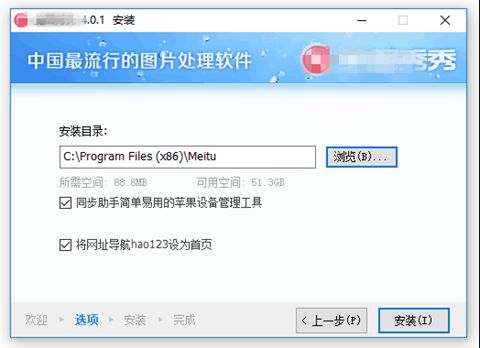 4.0.1 安装
中国最流行的图片处理软件
秀秀
安装目录：
C:\Program Files (x86)\Meitu
浏览(B)...
所需空间: 88.8MB 可用空间: 51.3GB
同步助手简单易用的苹果设备管理工具
将网址导航hao123设为首页
欢迎 选项 安装 完成
< 上一步(P)
安装(I)